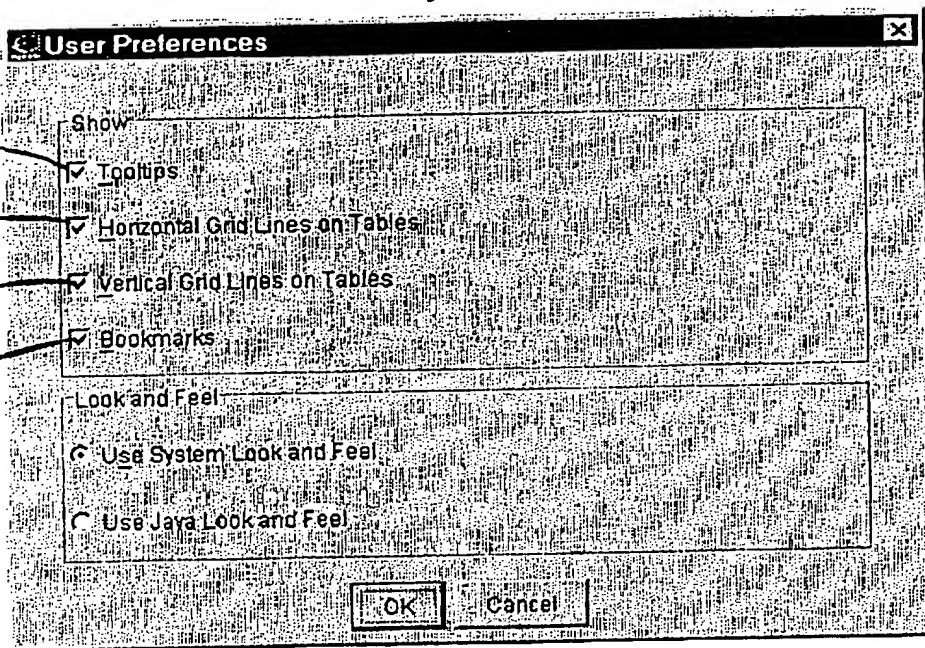 User Preferences
Show
Tooltips
Horizontal Grid Lines on Tables
Vertical Grid Lines on Tables
Bookmarks
Look and Feel
Use System Look and Feel
Use Java Look and Feel
OK
Cancel